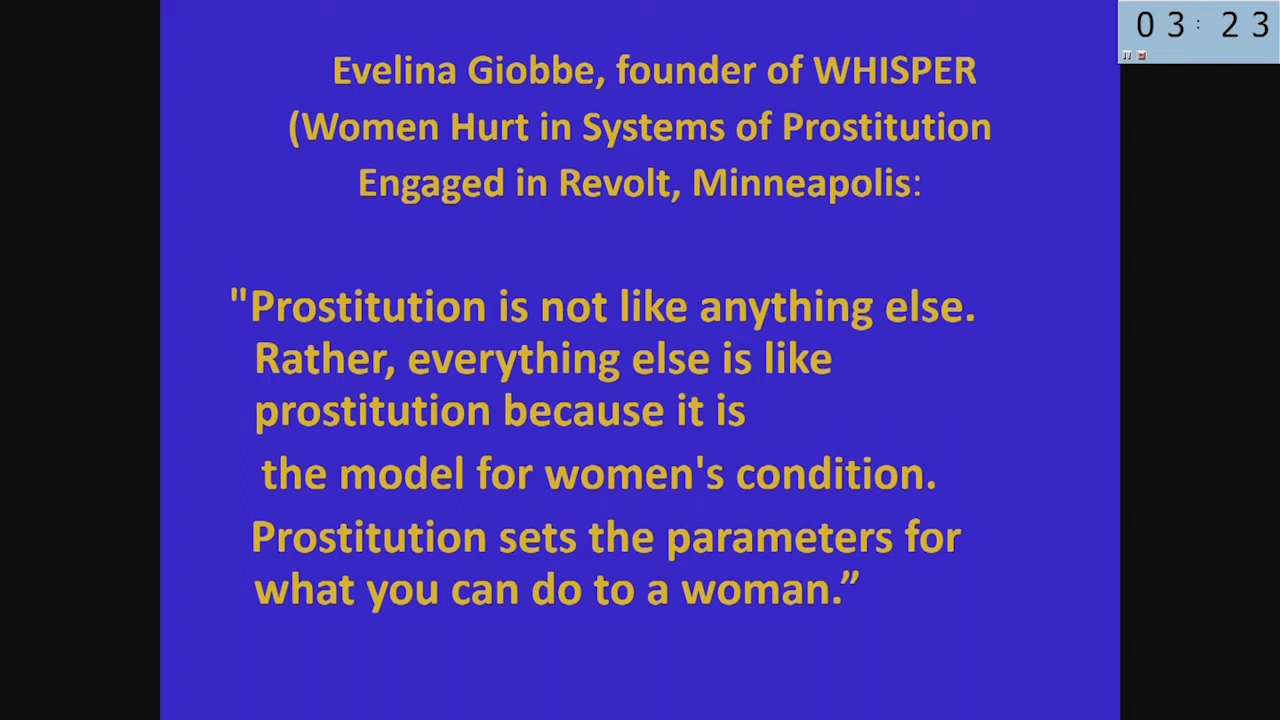 03:23
Evelina Giobbe, founder of WHISPER
(Women Hurt in Systems of Prostitution
Engaged in Revolt, Minneapolis:
"Prostitution is not like anything else.
Rather, everything else is like
prostitution because it is
the model for women's condition.
Prostitution sets the parameters for
what you can do to a woman.”